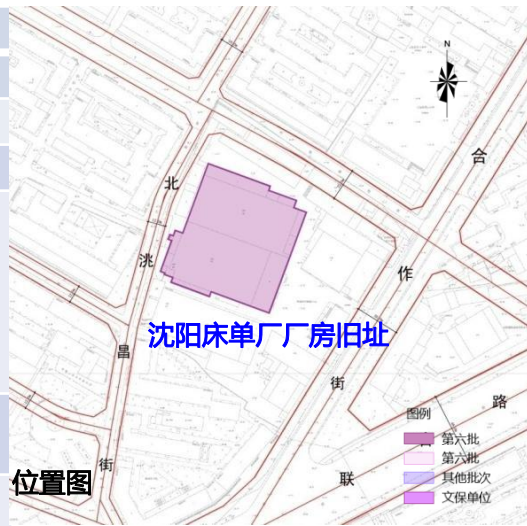 N
北
洮
昌
街
合
作
街
沈阳床单厂厂房旧址
联
路
图例
第六批
第六批
其他批次
文保单位
位置图